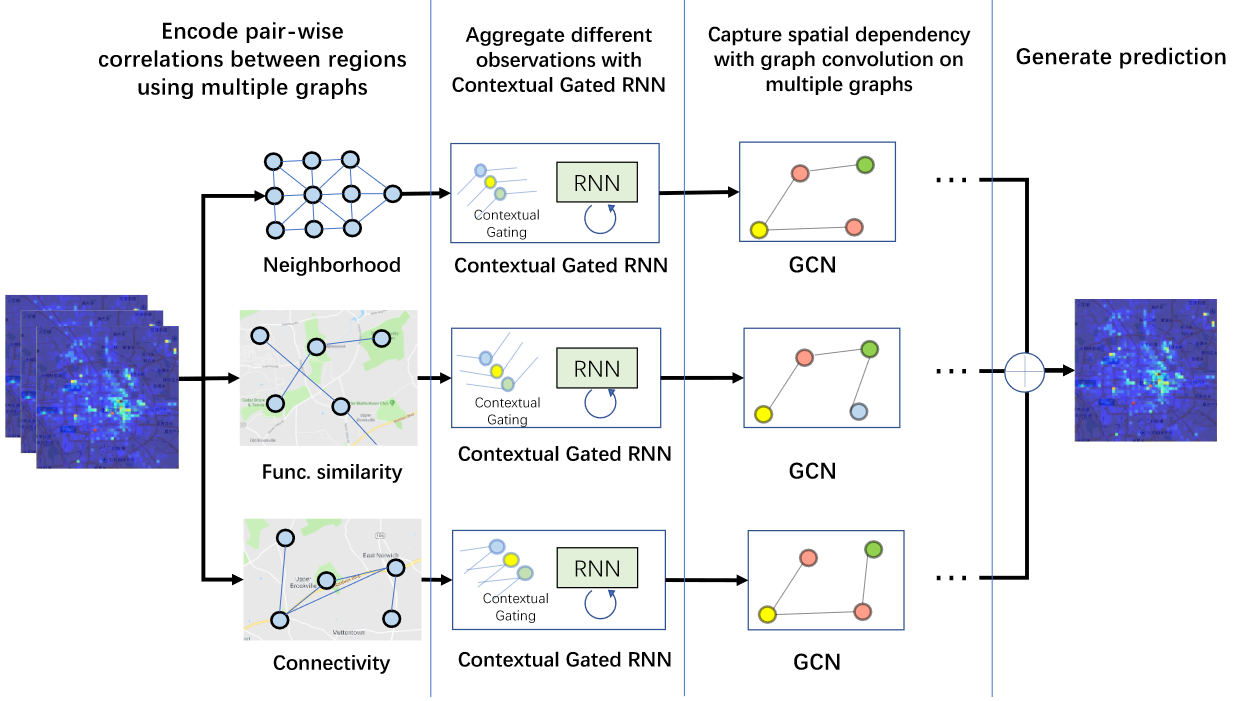 Encode pair-wise
correlations between regions
using multiple graphs
Aggregate different
observations with
Contextual Gated RNN
Capture spatial dependency
with graph convolution on
multiple graphs
Generate prediction
RNN
Contextual
Gating
Neighborhood
Contextual Gated RNN
GCN
...
RNN
Contextual
Gating
Func. similarity
Contextual Gated RNN
GCN
...
East Norwich
Upper
Brookville
Muttontown
RNN
Contextual
Gating
Connectivity
Contextual Gated RNN
GCN
...